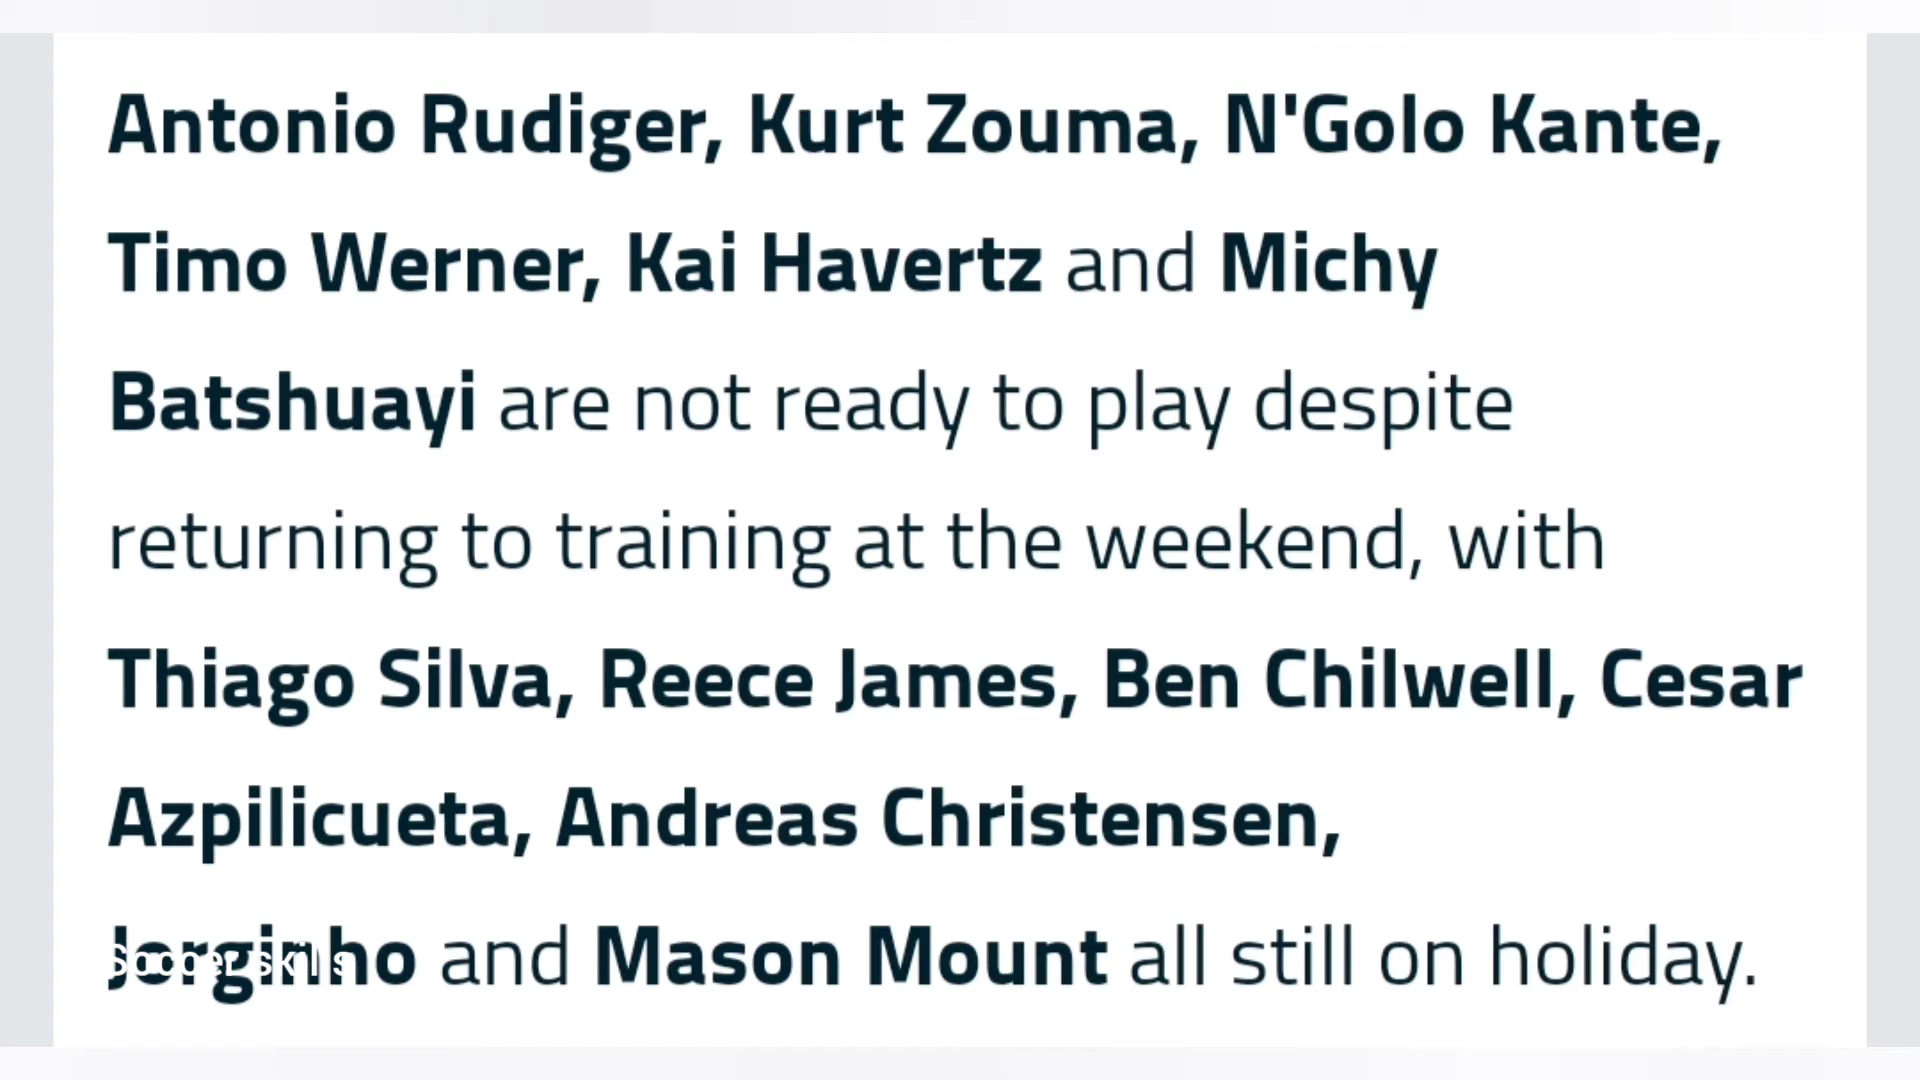 Antonio Rudiger, Kurt Zouma, N'Golo Kante,
Timo Werner, Kai Havertz and Michy
Batshuayi are not ready to play despite
returning to training at the weekend, with
Thiago Silva, Reece James, Ben Chilwell, Cesar
Azpilicueta, Andreas Christensen,
Jorginho and Mason Mount all still on holiday.
Soccer skills